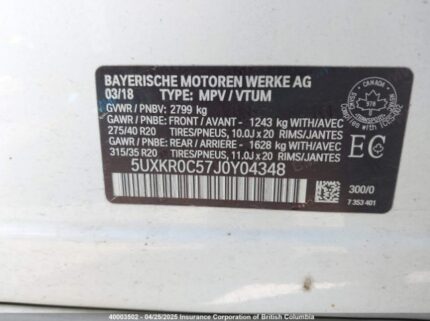 BAYERISCHE MOTOREN WERKE AG
03/18 TYPE: MPV / VTUM
GVWR / PNBV: 2799 kg
GAWR / PNBE: FRONT / AVANT - 1243 kg WITH/AVEC
275/40 R20 TIRES/PNEUS, 10.0J x 20 RIMS/JANTES
GAWR / PNBE: REAR / ARRIERE - 1628 kg WITH/AVEC
315/35 R20 TIRES/PNEUS, 10.0J x 20 RIMS/JANTES
5UXKR0C57J0Y04348
300/0
7 353 401
CANADA
EC
40003502 - 04/25/2025 Insurance Corporation of British Columbia